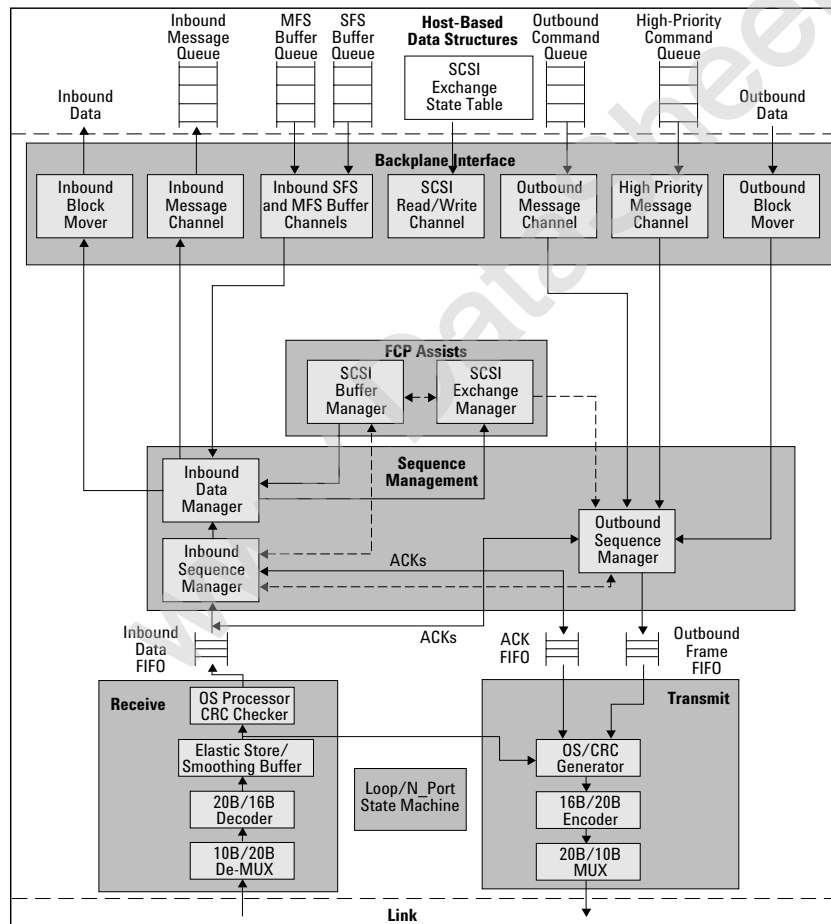 Inbound
Message
Queue
MFS
Buffer
Queue
SFS
Buffer
Queue
Host-Based
Data Structures
Outbound
Command
Queue
High-Priority
Command
Queue
SCSI
Exchange
State Table
Inbound
Data
Outbound
Data
Backplane Interface
Inbound
Block
Mover
Inbound
Message
Channel
Inbound SFS
and MFS Buffer
Channels
SCSI
Read/Write
Channel
Outbound
Message
Channel
High Priority
Message
Channel
Outbound
Block
Mover
FCP Assists
SCSI
Buffer
Manager
SCSI
Exchange
Manager
Sequence
Management
Inbound
Data
Manager
Inbound
Sequence
Manager
Outbound
Sequence
Manager
ACKs
ACKs
Inbound
Data
FIFO
ACK
FIFO
Outbound
Frame
FIFO
Receive
OS Processor
CRC Checker
Elastic Store/
Smoothing Buffer
20B/16B
Decoder
10B/20B
De-MUX
Loop/N_Port
State Machine
Transmit
OS/CRC
Generator
16B/20B
Encoder
20B/10B
MUX
Link